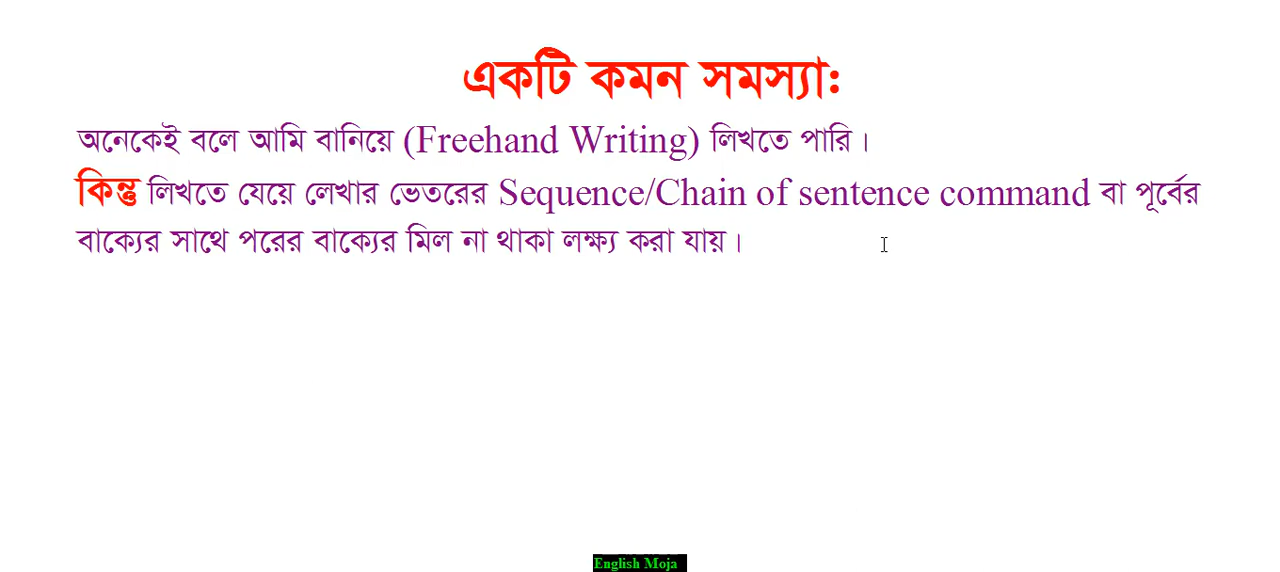 একটি কমন সমস্যা:
অনেকেই বলে আমি বানিয়ে (Freehand Writing) লিখতে পারি।
কিন্তু লিখতে যেয়ে লেখার ভেতরের Sequence/Chain of sentence command বা পূর্বের
বাক্যের সাথে পরের বাক্যের মিল না থাকা লক্ষ্য করা যায়।
English Moja